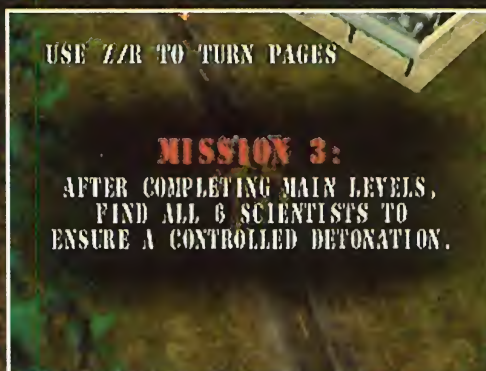 USE Z/R TO TURN PAGES
MISSION 3:
AFTER COMPLETING MAIN LEVELS,
FIND ALL 6 SCIENTISTS TO
ENSURE A CONTROLLED DETONATION.